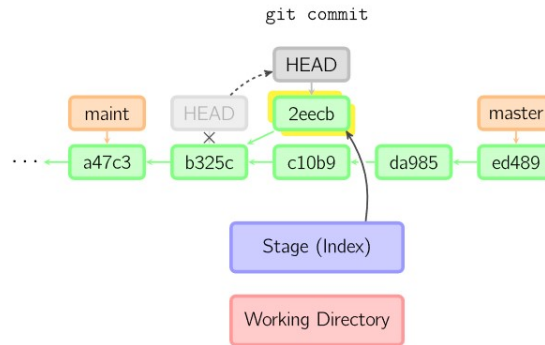 git commit
HEAD
maint HEAD 2eecb master
··· a47c3 b325c c10b9 da985 ed489
Stage (Index)
Working Directory